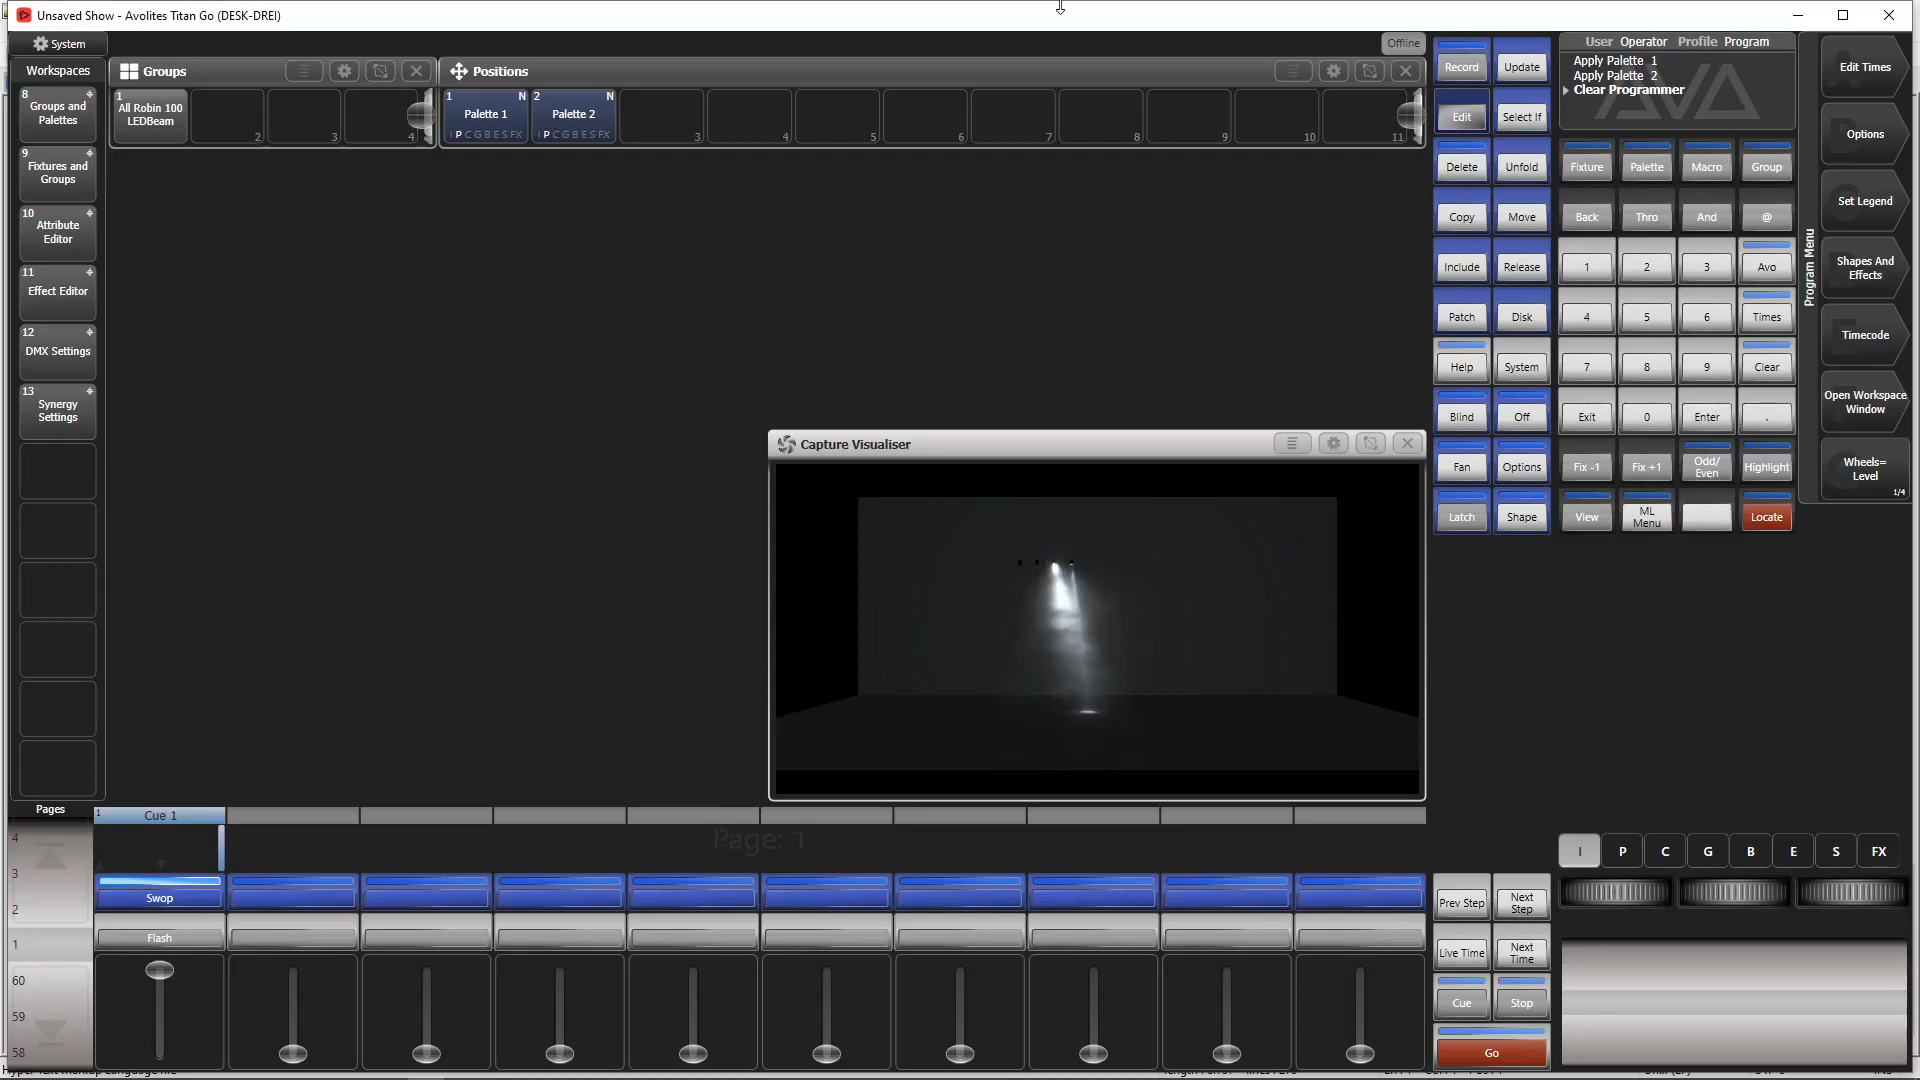 Unsaved Show - Avolites Titan Go (DESK-DREI)
System
Workspaces
8
Groups and
Palettes
9
Fixtures and
Groups
10
Attribute
Editor
11
Effect Editor
12
DMX Settings
13
Synergy
Settings
Pages
4
3
2
1
60
59
58
Groups
1
All Robin 100
LEDBeam
2
3
4
Offline
Positions
1 N
Palette 1
I P C G B E S FX
2 N
Palette 2
I P C G B E S FX
3
4
5
6
7
8
9
10
11
Capture Visualiser
1 Cue 1
Page: 1
Swop
Flash
Record
Update
Edit
Select If
Delete
Unfold
Copy
Move
Include
Release
Patch
Disk
Help
System
Blind
Off
Fan
Options
Latch
Shape
User Operator Profile Program
Apply Palette 1
Apply Palette 2
Clear Programmer
AVA
Fixture
Palette
Macro
Group
Back
Thro
And
@
1
2
3
Avo
4
5
6
Times
7
8
9
Clear
Exit
0
Enter
.
Fix -1
Fix +1
Odd/
Even
Highlight
View
ML
Menu
Locate
Program Menu
Edit Times
Options
Set Legend
Shapes And
Effects
Timecode
Open Workspace
Window
Wheels=
Level
1/4
I
P
C
G
B
E
S
FX
Prev Step
Next
Step
Live Time
Next
Time
Cue
Stop
Go